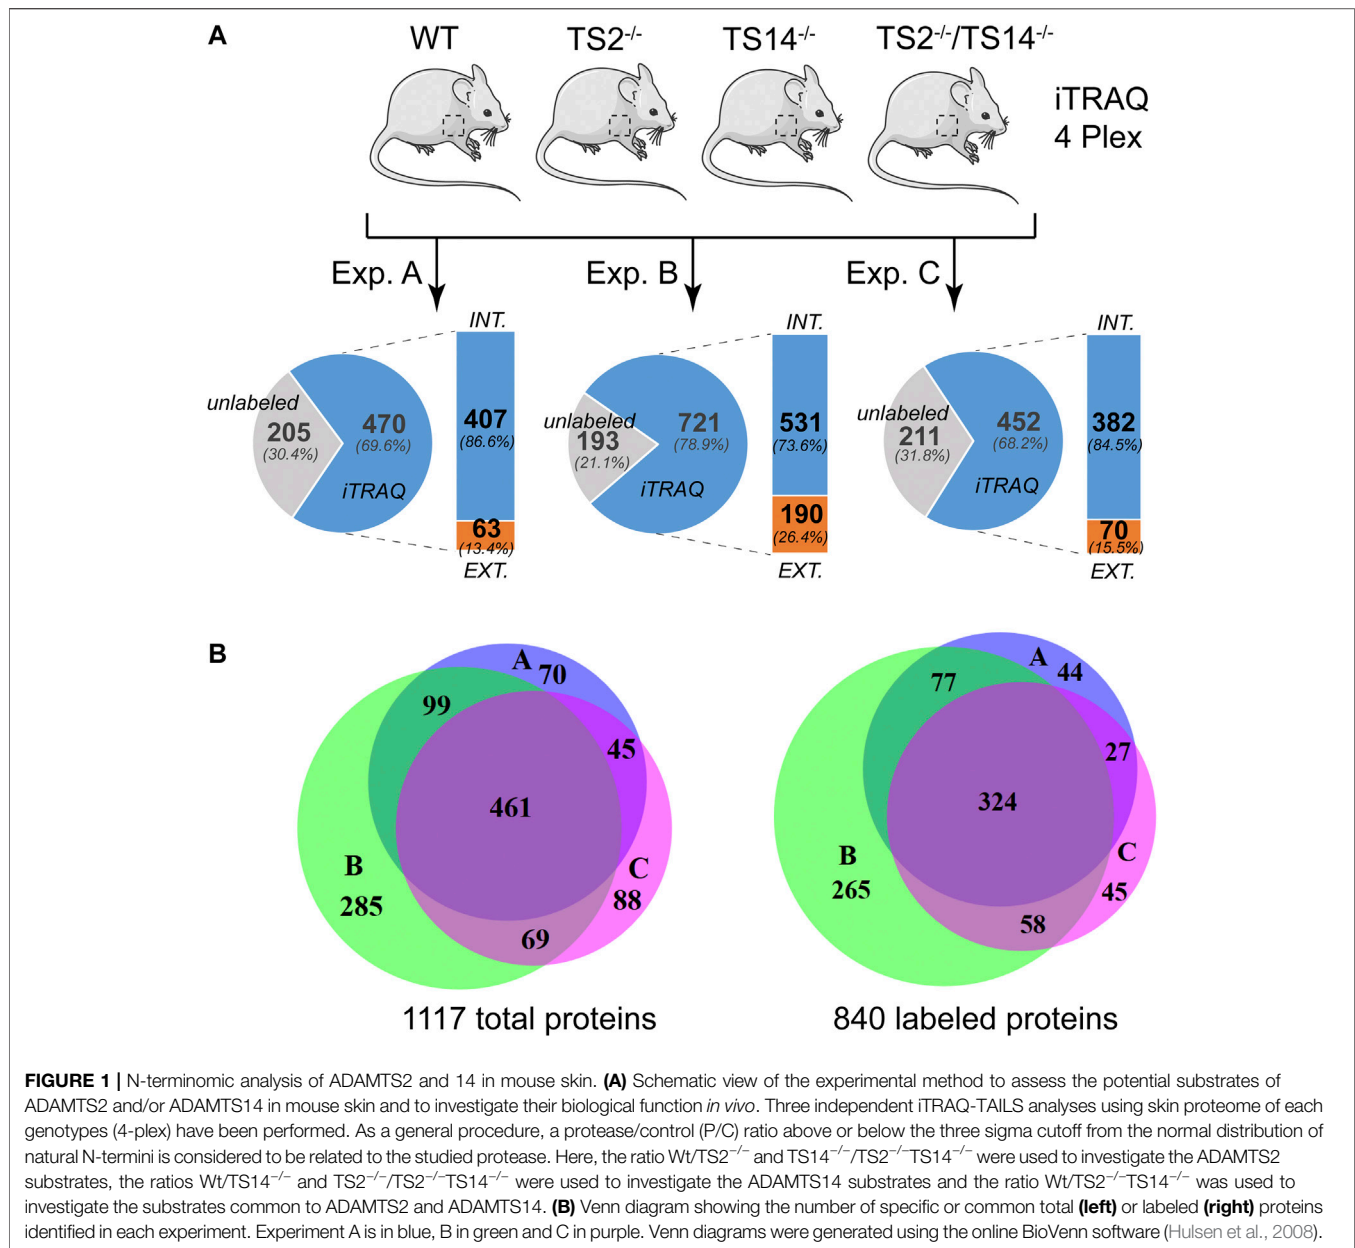 A
WT
TS2-/-
TS14-/-
TS2-/-/TS14-/-
iTRAQ
4 Plex
Exp. A
Exp. B
Exp. C
INT.
unlabeled
205
(30.4%)
470
(69.6%)
iTRAQ
407
(86.6%)
63
(13.4%)
EXT.
INT.
unlabeled
193
(21.1%)
721
(78.9%)
iTRAQ
531
(73.6%)
190
(26.4%)
EXT.
INT.
unlabeled
211
(31.8%)
452
(68.2%)
iTRAQ
382
(84.5%)
70
(15.5%)
EXT.
B
A 70
99
45
461
B
285
C
88
69
1117 total proteins
A 44
77
27
324
B
265
C
45
58
840 labeled proteins
FIGURE 1 | N-terminomic analysis of ADAMTS2 and 14 in mouse skin. (A) Schematic view of the experimental method to assess the potential substrates of
ADAMTS2 and/or ADAMTS14 in mouse skin and to investigate their biological function in vivo. Three independent iTRAQ-TAILS analyses using skin proteome of each
genotypes (4-plex) have been performed. As a general procedure, a protease/control (P/C) ratio above or below the three sigma cutoff from the normal distribution of
natural N-termini is considered to be related to the studied protease. Here, the ratio Wt/TS2−/− and TS14−/−/TS2−/−TS14−/− were used to investigate the ADAMTS2
substrates, the ratios Wt/TS14−/− and TS2−/−/TS2−/−TS14−/− were used to investigate the ADAMTS14 substrates and the ratio Wt/TS2−/−TS14−/− was used to
investigate the substrates common to ADAMTS2 and ADAMTS14. (B) Venn diagram showing the number of specific or common total (left) or labeled (right) proteins
identified in each experiment. Experiment A is in blue, B in green and C in purple. Venn diagrams were generated using the online BioVenn software (Hulsen et al., 2008).